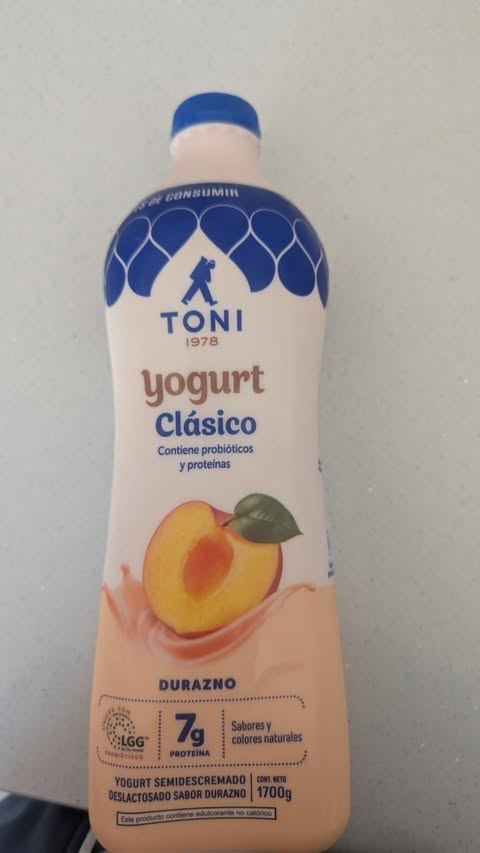 DE CONSUMIR
TONI
1978
yogurt
Clásico
Contiene probióticos
y proteínas
DURAZNO
LGG™
PROBIÓTICOS
7g
PROTEÍNA
Sabores y
colores naturales
YOGURT SEMIDESCREMADO
DESLACTOSADO SABOR DURAZNO
CONT. NETO
1700g
Este producto contiene edulcorante no calórico